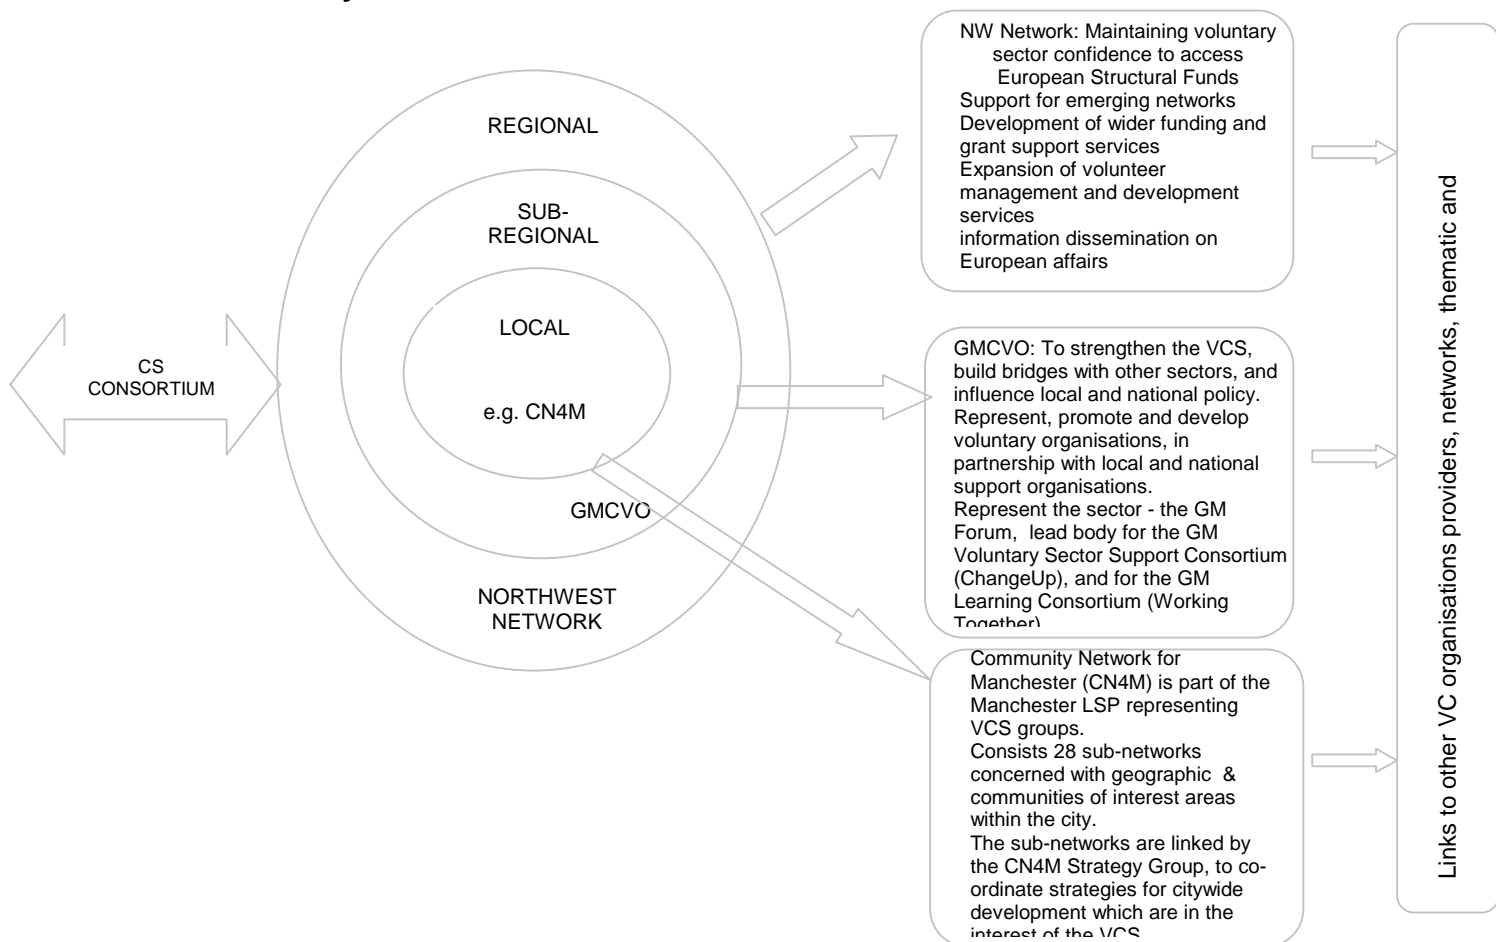 REGIONAL
SUB-
REGIONAL
LOCAL
e.g. CN4M
GMCVO
NORTHWEST
NETWORK
CS
CONSORTIUM
NW Network: Maintaining voluntary
sector confidence to access
European Structural Funds
Support for emerging networks
Development of wider funding and
grant support services
Expansion of volunteer
management and development
services
information dissemination on
European affairs
GMCVO: To strengthen the VCS,
build bridges with other sectors, and
influence local and national policy.
Represent, promote and develop
voluntary organisations, in
partnership with local and national
support organisations.
Represent the sector - the GM
Forum,  lead body for the GM
Voluntary Sector Support Consortium
(ChangeUp), and for the GM
Learning Consortium (Working
Together)
Community Network for
Manchester (CN4M) is part of the
Manchester LSP representing
VCS groups.
Consists 28 sub-networks
concerned with geographic  &
communities of interest areas
within the city.
The sub-networks are linked by
the CN4M Strategy Group, to co-
ordinate strategies for citywide
development which are in the
interest of the VCS
Links to other VC organisations providers, networks, thematic and